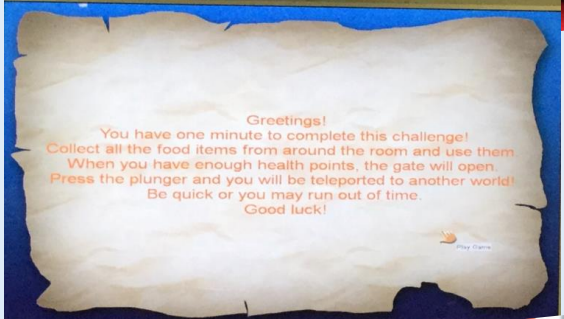 Greetings!
You have one minute to complete this challenge!
Collect all the food items from around the room and use them
When you have enough health points, the gate will open.
Press the plunger and you will be teleported to another world!
Be quick or you may run out of time.
Good luck!
Play Game